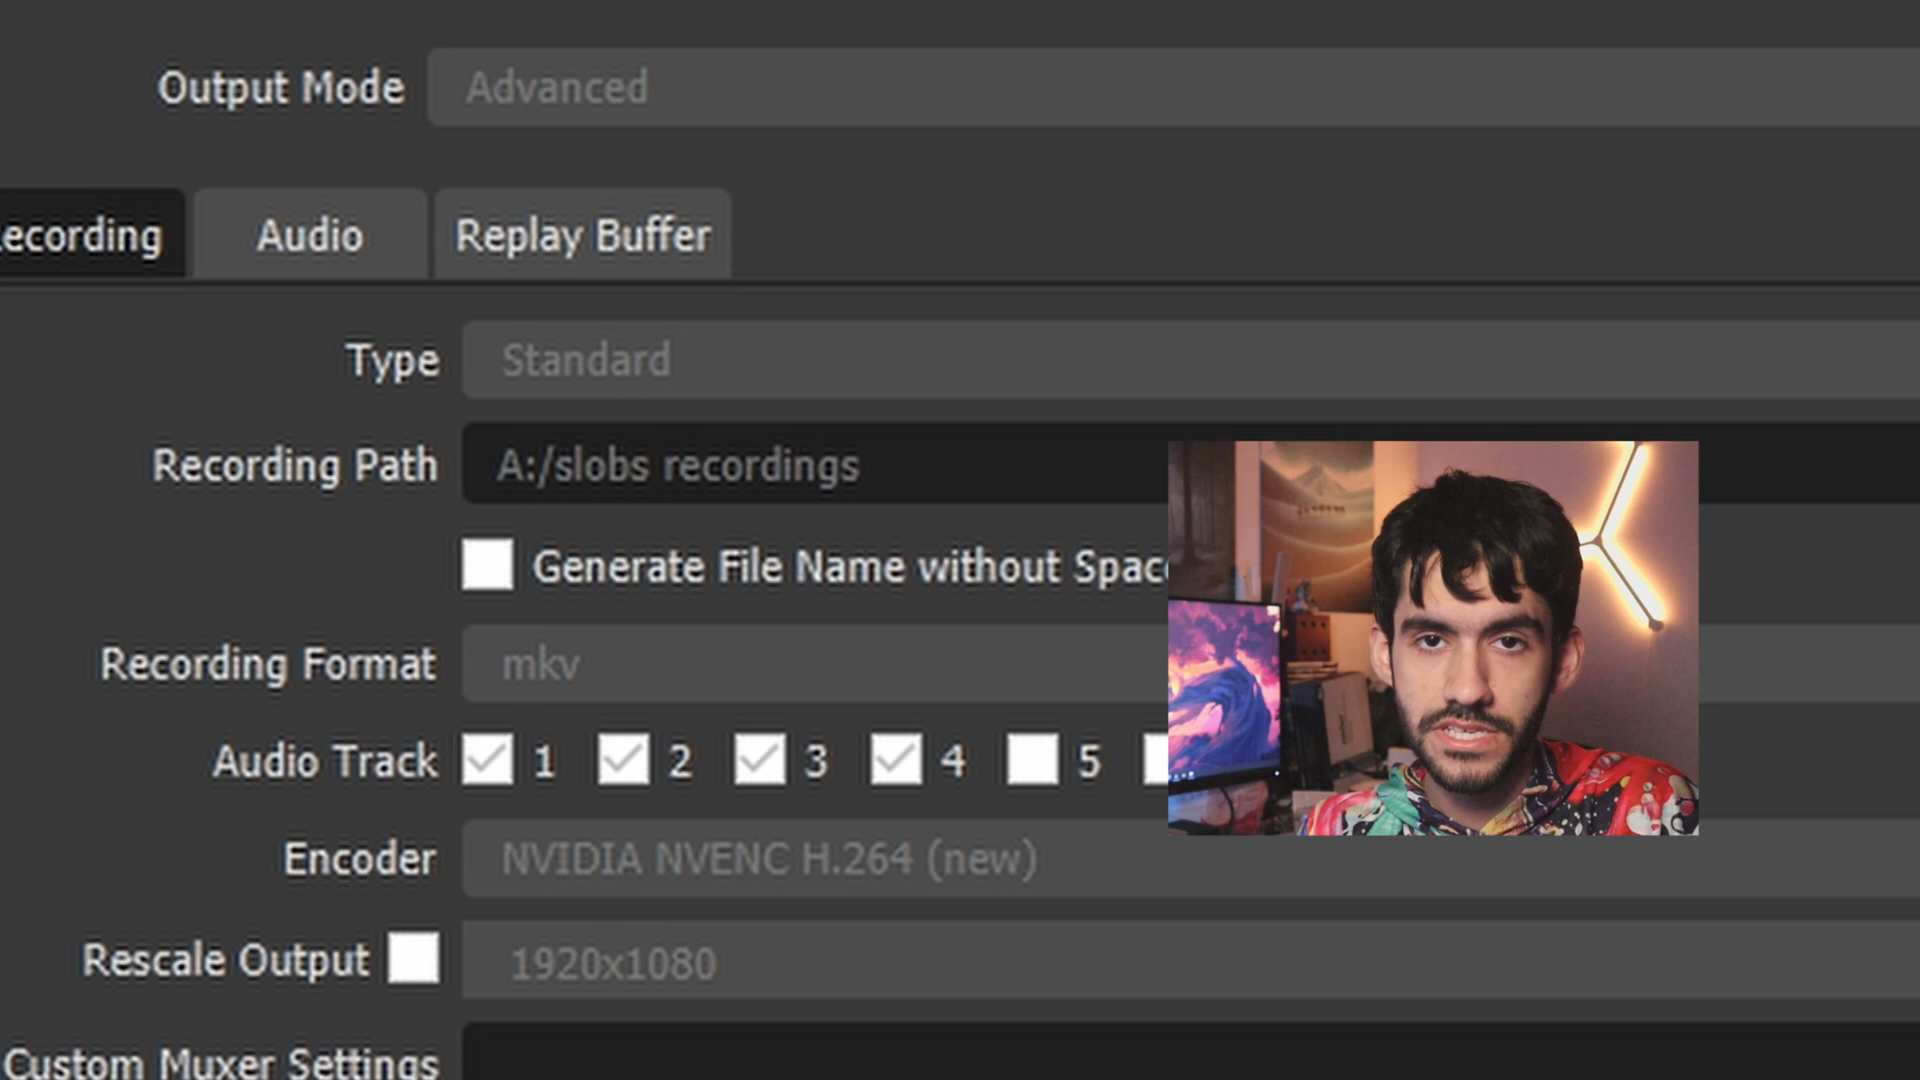 Output Mode Advanced
ecording Audio Replay Buffer
Type Standard
Recording Path A:/slobs recordings
Generate File Name without Spac
Recording Format mkv
Audio Track 1 2 3 4 5
Encoder NVIDIA NVENC H.264 (new)
Rescale Output 1920x1080
Custom Muxer Settings